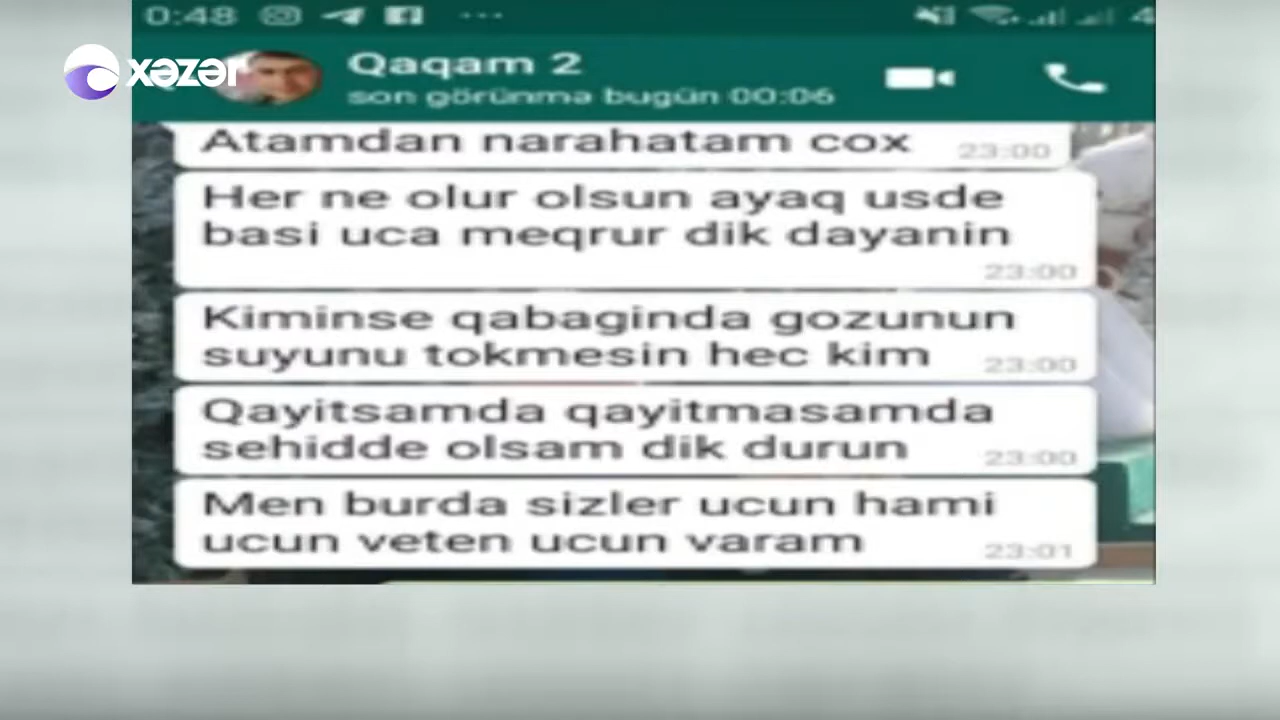 0:48
xəzər
Qaqam 2
son görünmə bugün 00:06
Atamdan narahatam cox 23:00
Her ne olur olsun ayaq usde
basi uca meqrur dik dayanin
23:00
Kiminse qabaginda gozunun
suyunu tokmesin hec kim 23:00
Qayitsamda qayitmasamda
sehidde olsam dik durun 23:00
Men burda sizler ucun hami
ucun veten ucun varam 23:01